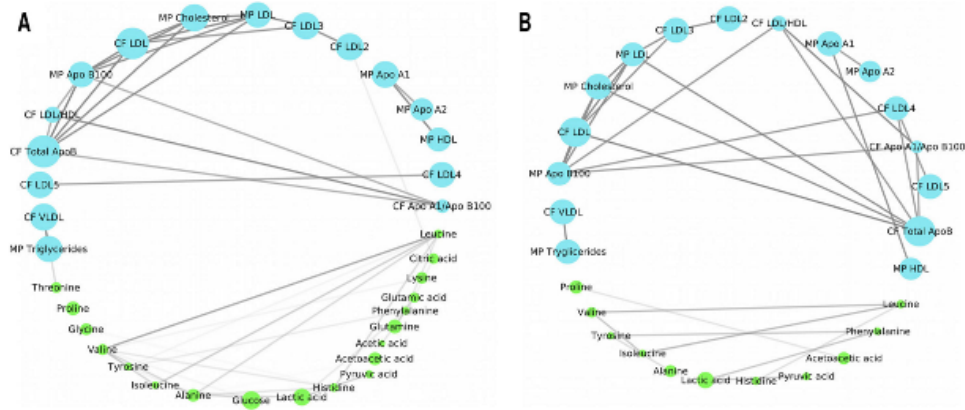 A
MP Cholesterol
MP LDL
CF LDL3
CF LDL
CF LDL2
MP Apo B100
MP Apo A1
CF LDL/HDL
MP Apo A2
CF Total ApoB
MP HDL
CF LDL5
CF LDL4
CF VLDL
CF Apo A1/Apo B100
MP Triglycerides
Leucine
Citric acid
Threonine
Lysine
Proline
Glutamic acid
Glycine
Phenylalanine
Glutamine
Valine
Acetic acid
Tyrosine
Acetoacetic acid
Isoleucine
Pyruvic acid
Alanine
Histidine
Glucose
Lactic acid
B
CF LDL2
CF LDL/HDL
CF LDL3
MP Apo A1
MP LDL
MP Apo A2
MP Cholesterol
CF LDL4
CF LDL
CF Apo A1/Apo B100
MP Apo B100
CF LDL5
CF VLDL
CF Total ApoB
MP Tryglicerides
MP HDL
Proline
Valine
Leucine
Tyrosine
Phenylalanine
Isoleucine
Acetoacetic acid
Alanine
Lactic acid
Histidine
Pyruvic acid